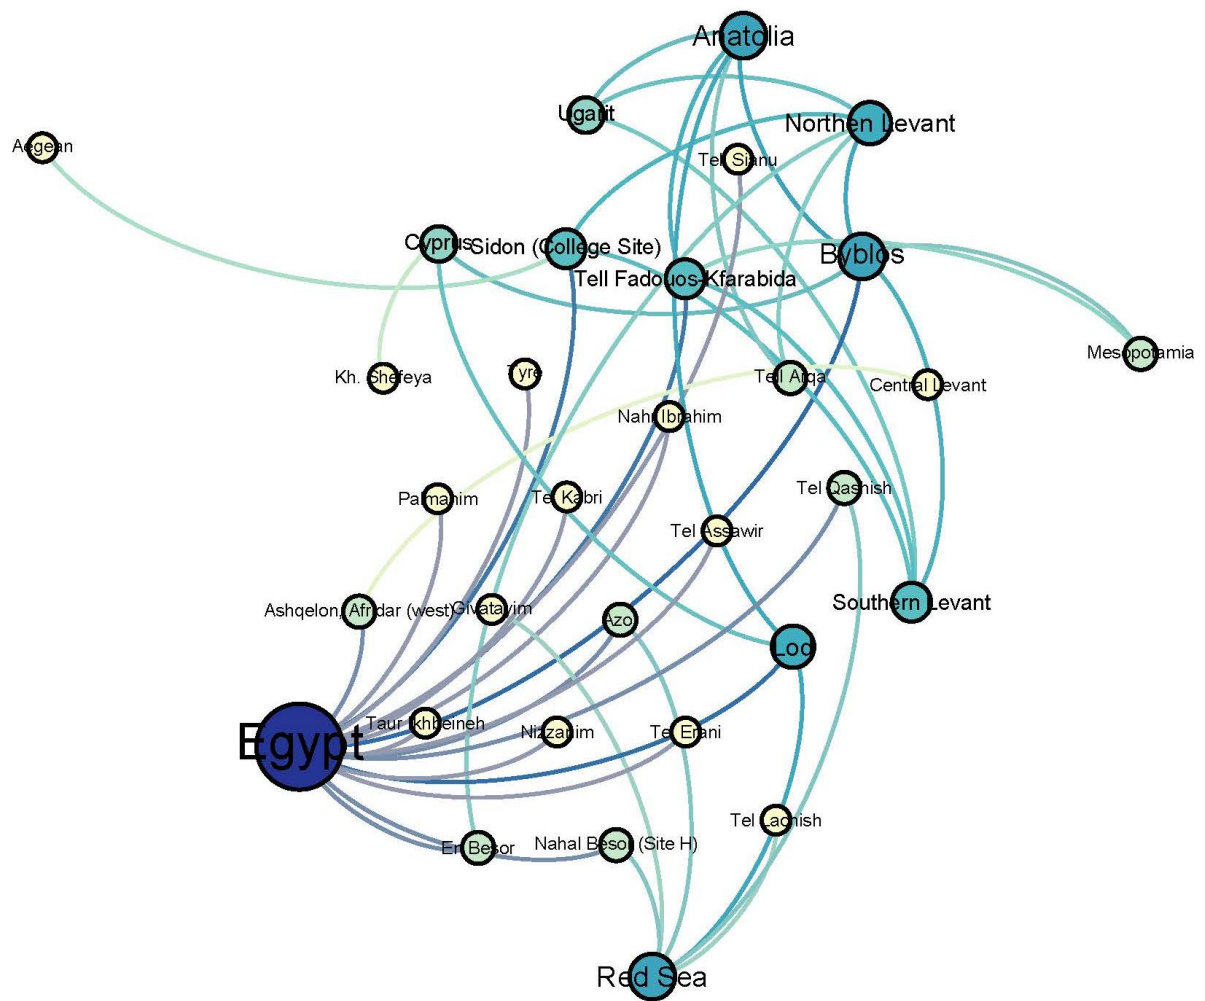 Anatolia
Ugarit
Northen Levant
Aegean
Tel Sianu
Cyprus
Sidon (College Site)
Byblos
Tell Fadouos-Kfarabida
Mesopotamia
Kh. Shefeya
Tyre
Tell Arqa
Central Levant
Nahr Ibrahim
Tel Qashish
Palmahim
Tel Kabri
Tel Assawir
Southern Levant
Ashqelon, Afridar (west)
Givatayim
Azor
Lod
Taur Ikhbeineh
Egypt
Nizzanim
Tel Erani
Tel Lachish
En Besor
Nahal Besor (Site H)
Red Sea